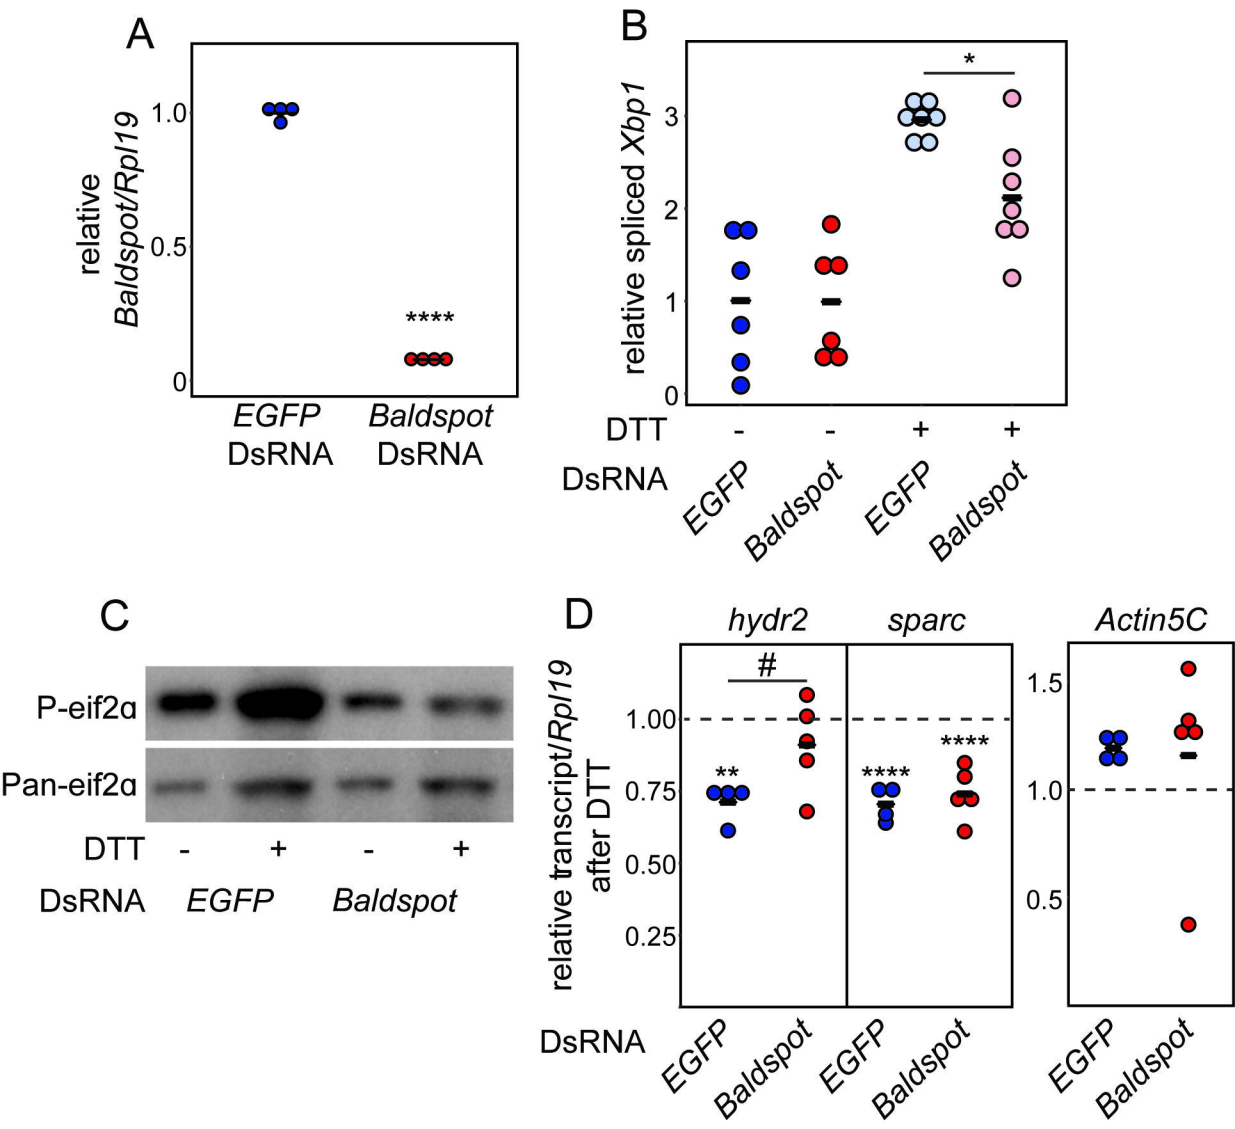 A
relative
Baldspot/Rpl19
1.0
0.5
0
****
EGFP
DsRNA
Baldspot
DsRNA
B
relative spliced Xbp1
3
2
1
0
*
DTT - - + +
DsRNA EGFP Baldspot EGFP Baldspot
C
P-eif2α
Pan-eif2α
DTT - + - +
DsRNA EGFP Baldspot
D
hydr2 sparc Actin5C
relative transcript/Rpl19
after DTT
1.00
0.75
0.50
0.25
#
**
****
****
1.5
1.0
0.5
DsRNA EGFP Baldspot EGFP Baldspot EGFP Baldspot